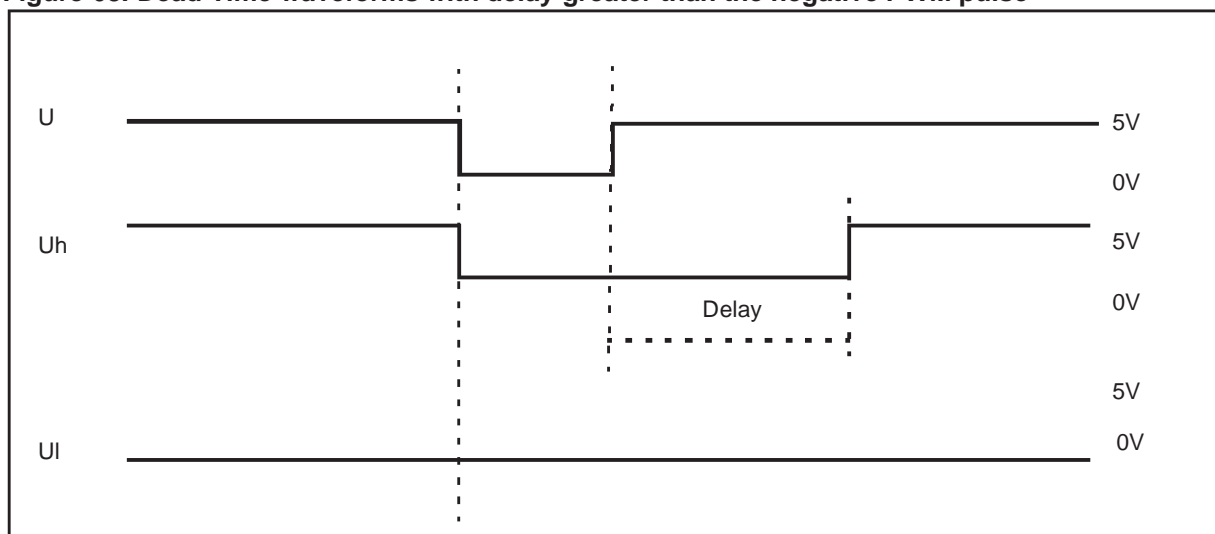 Figure Dead Time waveforms with delay greater than the negative PWM pulse
U
5V
0V
Uh
5V
Delay
0V
5V
0V
Ul